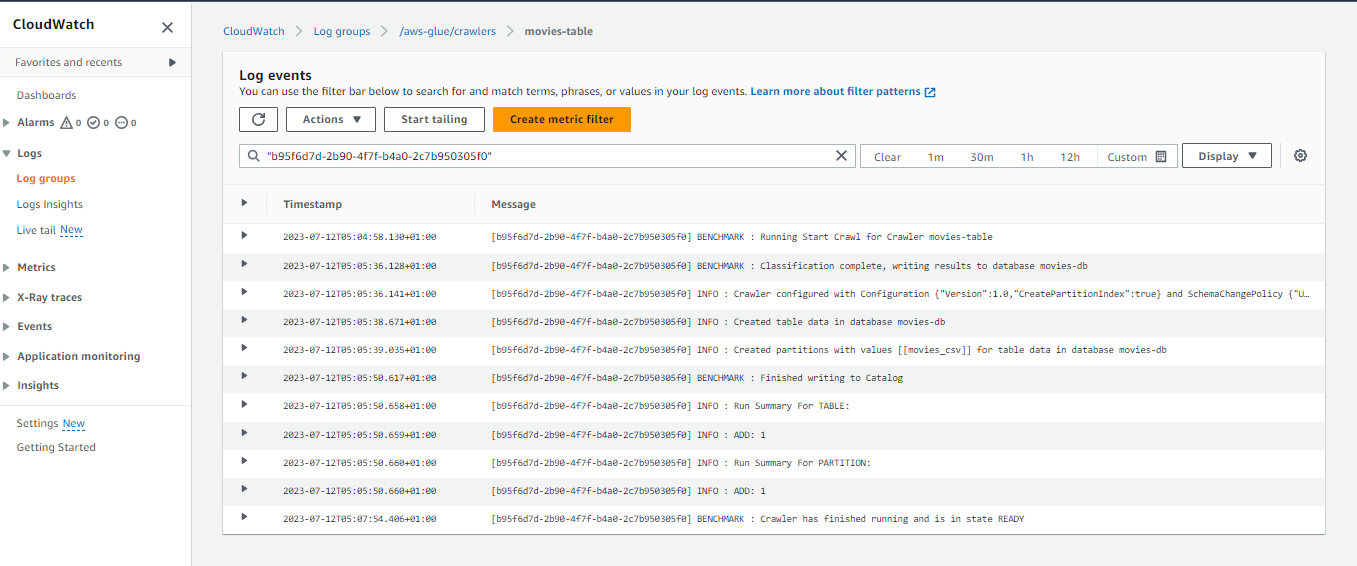 CloudWatch
Favorites and recents
Dashboards
Alarms 0 0 0
Logs
Log groups
Logs Insights
Live tail New
Metrics
X-Ray traces
Events
Application monitoring
Insights
Settings New
Getting Started
CloudWatch Log groups /aws-glue/crawlers movies-table
Log events
You can use the filter bar below to search for and match terms, phrases, or values in your log events. Learn more about filter patterns
Actions Start tailing Create metric filter
"b95f6d7d-2b90-4f7f-b4a0-2c7b950305f0" Clear 1m 30m 1h 12h Custom Display
Timestamp Message
2023-07-12T05:04:58.130+01:00 [b95f6d7d-2b90-4f7f-b4a0-2c7b950305f0] BENCHMARK : Running Start Crawl for Crawler movies-table
2023-07-12T05:05:36.128+01:00 [b95f6d7d-2b90-4f7f-b4a0-2c7b950305f0] BENCHMARK : Classification complete, writing results to database movies-db
2023-07-12T05:05:36.141+01:00 [b95f6d7d-2b90-4f7f-b4a0-2c7b950305f0] INFO : Crawler configured with Configuration {"Version":1.0,"CreatePartitionIndex":true} and SchemaChangePolicy {"U…
2023-07-12T05:05:38.671+01:00 [b95f6d7d-2b90-4f7f-b4a0-2c7b950305f0] INFO : Created table data in database movies-db
2023-07-12T05:05:39.035+01:00 [b95f6d7d-2b90-4f7f-b4a0-2c7b950305f0] INFO : Created partitions with values [[movies_csv]] for table data in database movies-db
2023-07-12T05:05:50.617+01:00 [b95f6d7d-2b90-4f7f-b4a0-2c7b950305f0] BENCHMARK : Finished writing to Catalog
2023-07-12T05:05:50.658+01:00 [b95f6d7d-2b90-4f7f-b4a0-2c7b950305f0] INFO : Run Summary For TABLE:
2023-07-12T05:05:50.659+01:00 [b95f6d7d-2b90-4f7f-b4a0-2c7b950305f0] INFO : ADD: 1
2023-07-12T05:05:50.660+01:00 [b95f6d7d-2b90-4f7f-b4a0-2c7b950305f0] INFO : Run Summary For PARTITION:
2023-07-12T05:05:50.660+01:00 [b95f6d7d-2b90-4f7f-b4a0-2c7b950305f0] INFO : ADD: 1
2023-07-12T05:07:54.406+01:00 [b95f6d7d-2b90-4f7f-b4a0-2c7b950305f0] BENCHMARK : Crawler has finished running and is in state READY